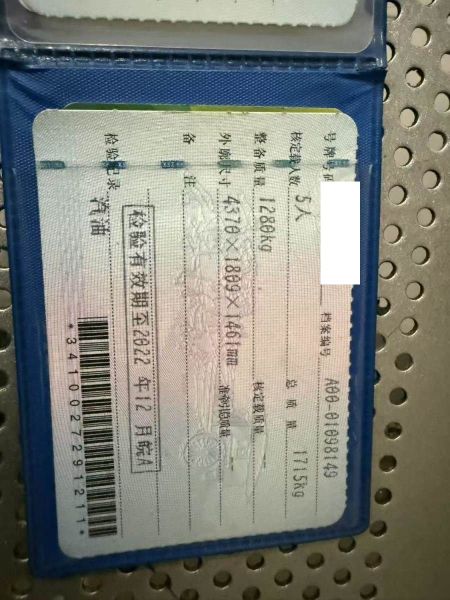 号牌号码 档案编号 A00-01098149
核定载人数 5人 总质量 1715kg
整备质量 1280kg 核定载质量 --
外廓尺寸 4370×1809×1461mm 准牵引总质量 --
备注
检验记录 汽油
检验有效期至2022年12月皖A
*3410027291211*